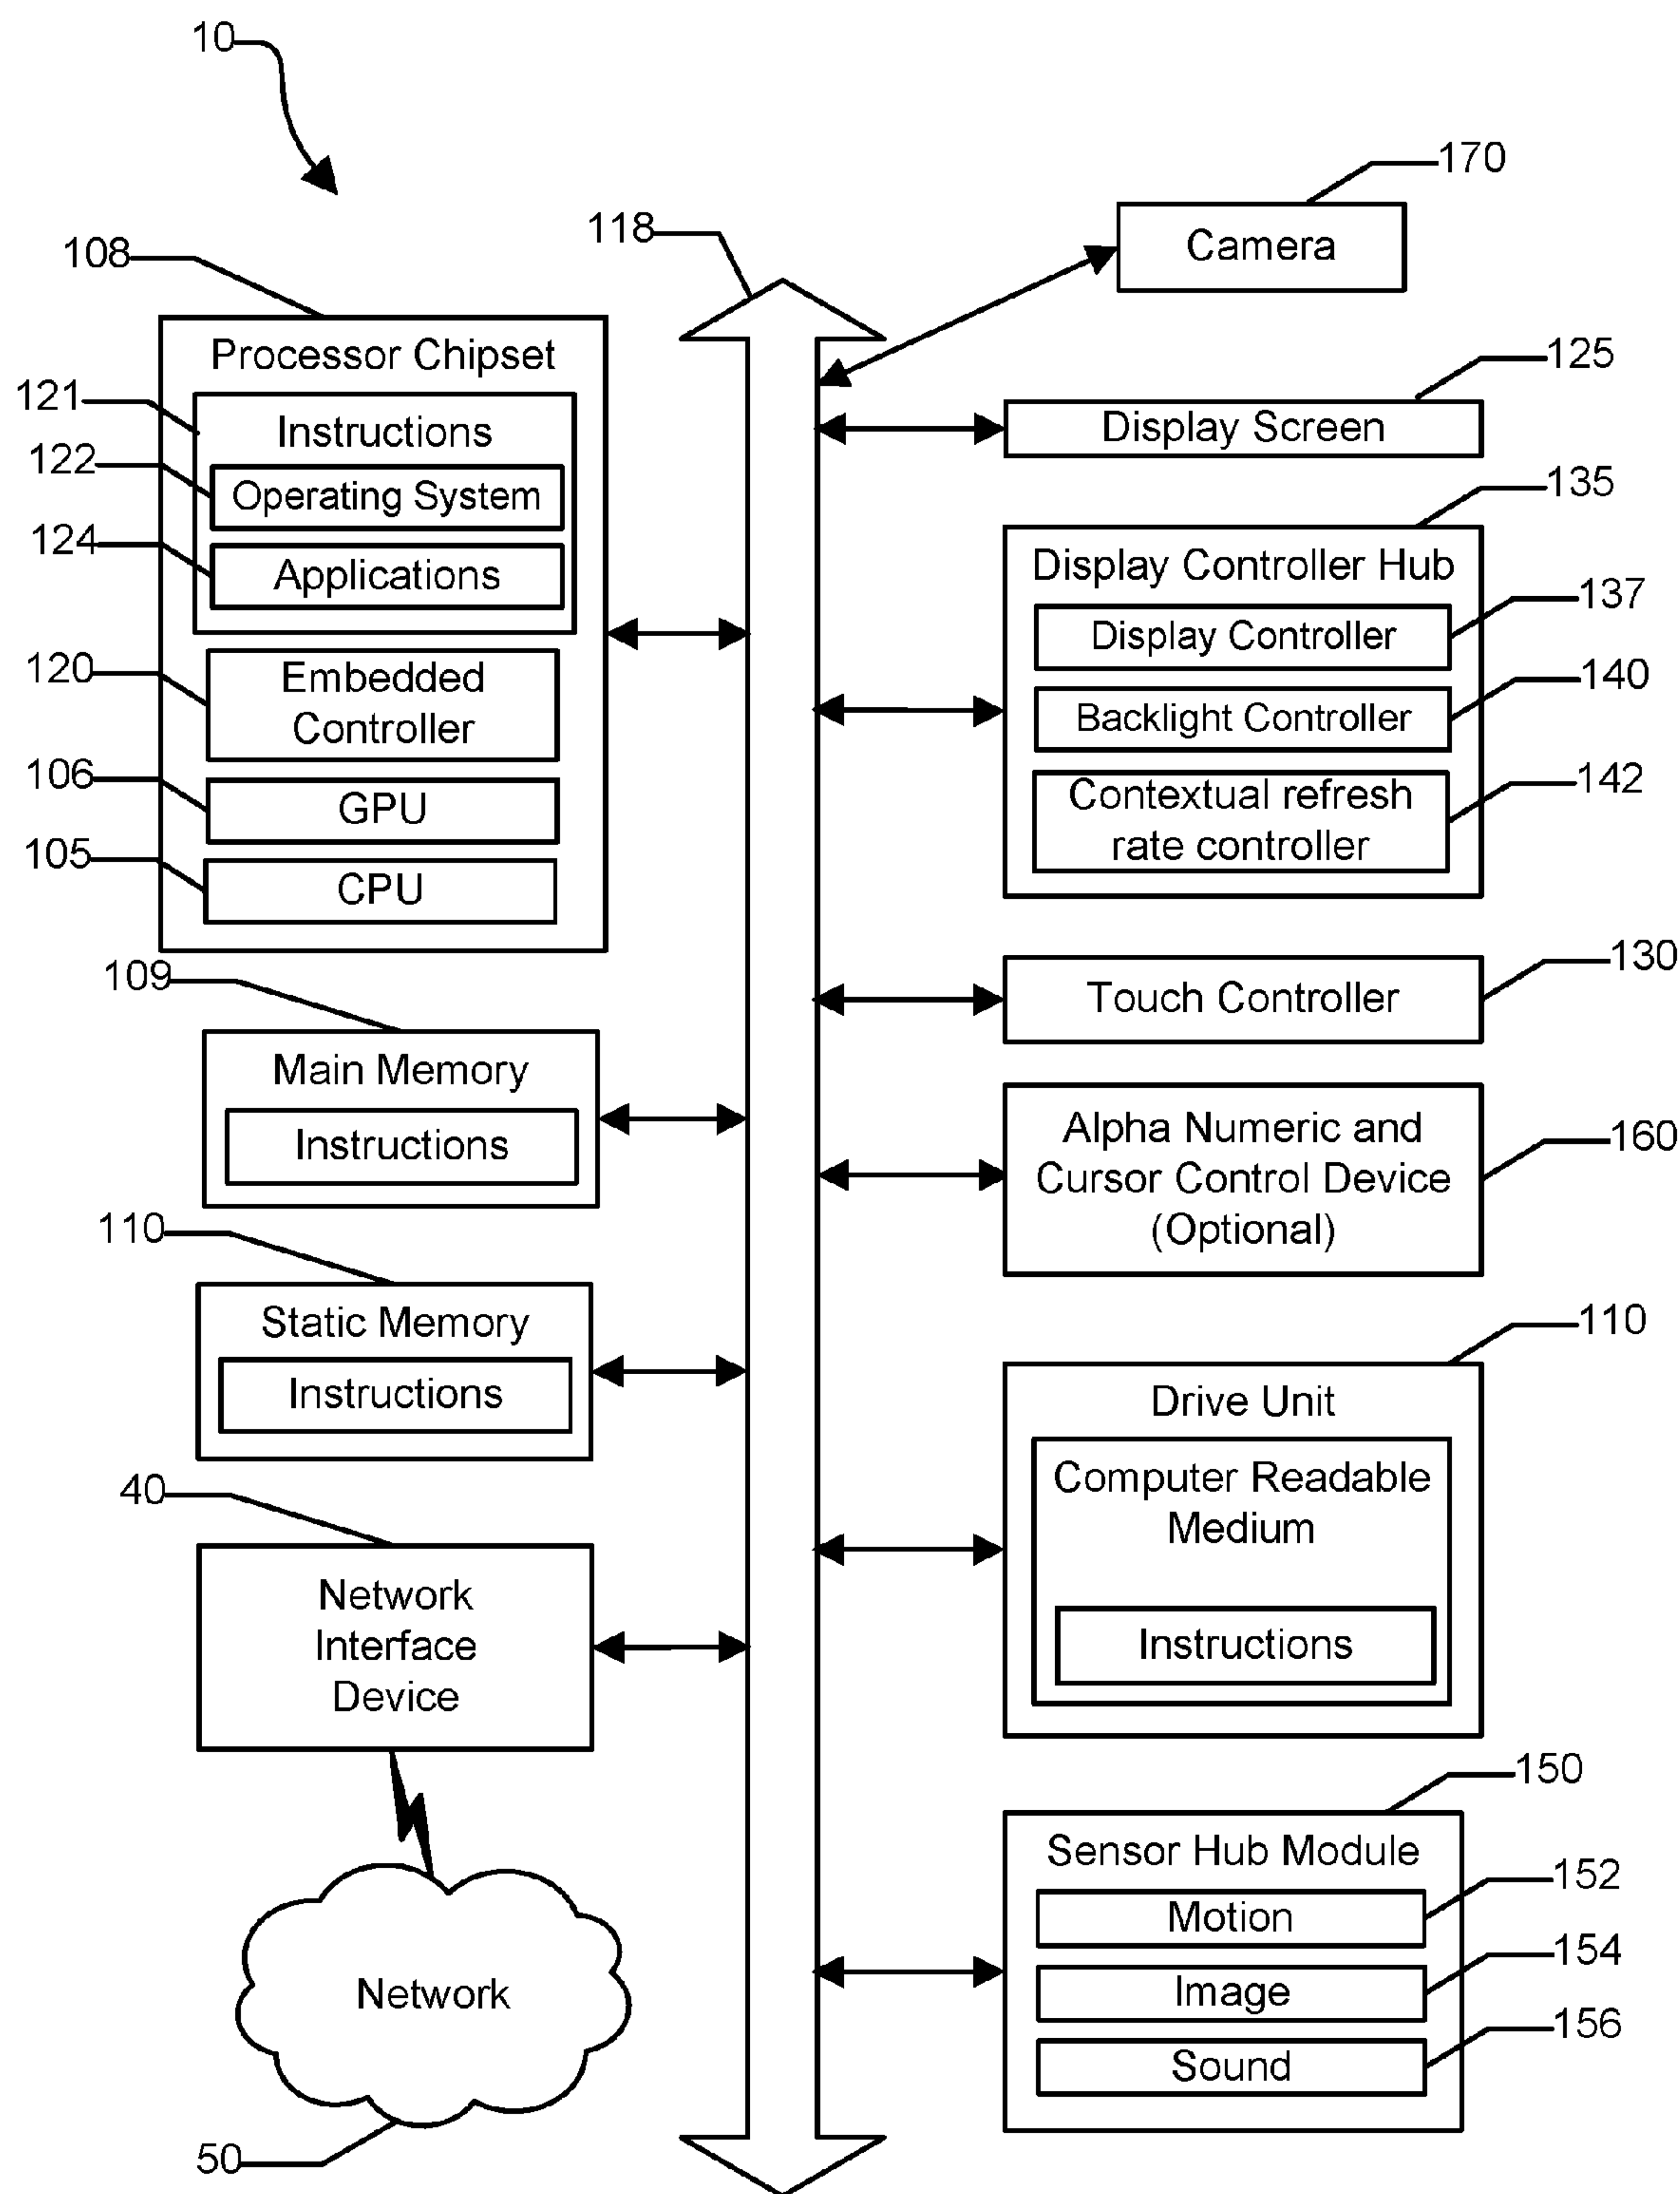 10
118
170
Camera
108
Processor Chipset
121
Instructions
122
Operating System
124
Applications
120
Embedded
Controller
106
GPU
105
CPU
109
Main Memory
Instructions
110
Static Memory
Instructions
40
Network
Interface
Device
Network
50
125
Display Screen
135
Display Controller Hub
137
Display Controller
140
Backlight Controller
142
Contextual refresh
rate controller
130
Touch Controller
160
Alpha Numeric and
Cursor Control Device
(Optional)
110
Drive Unit
Computer Readable
Medium
Instructions
150
Sensor Hub Module
152
Motion
154
Image
156
Sound